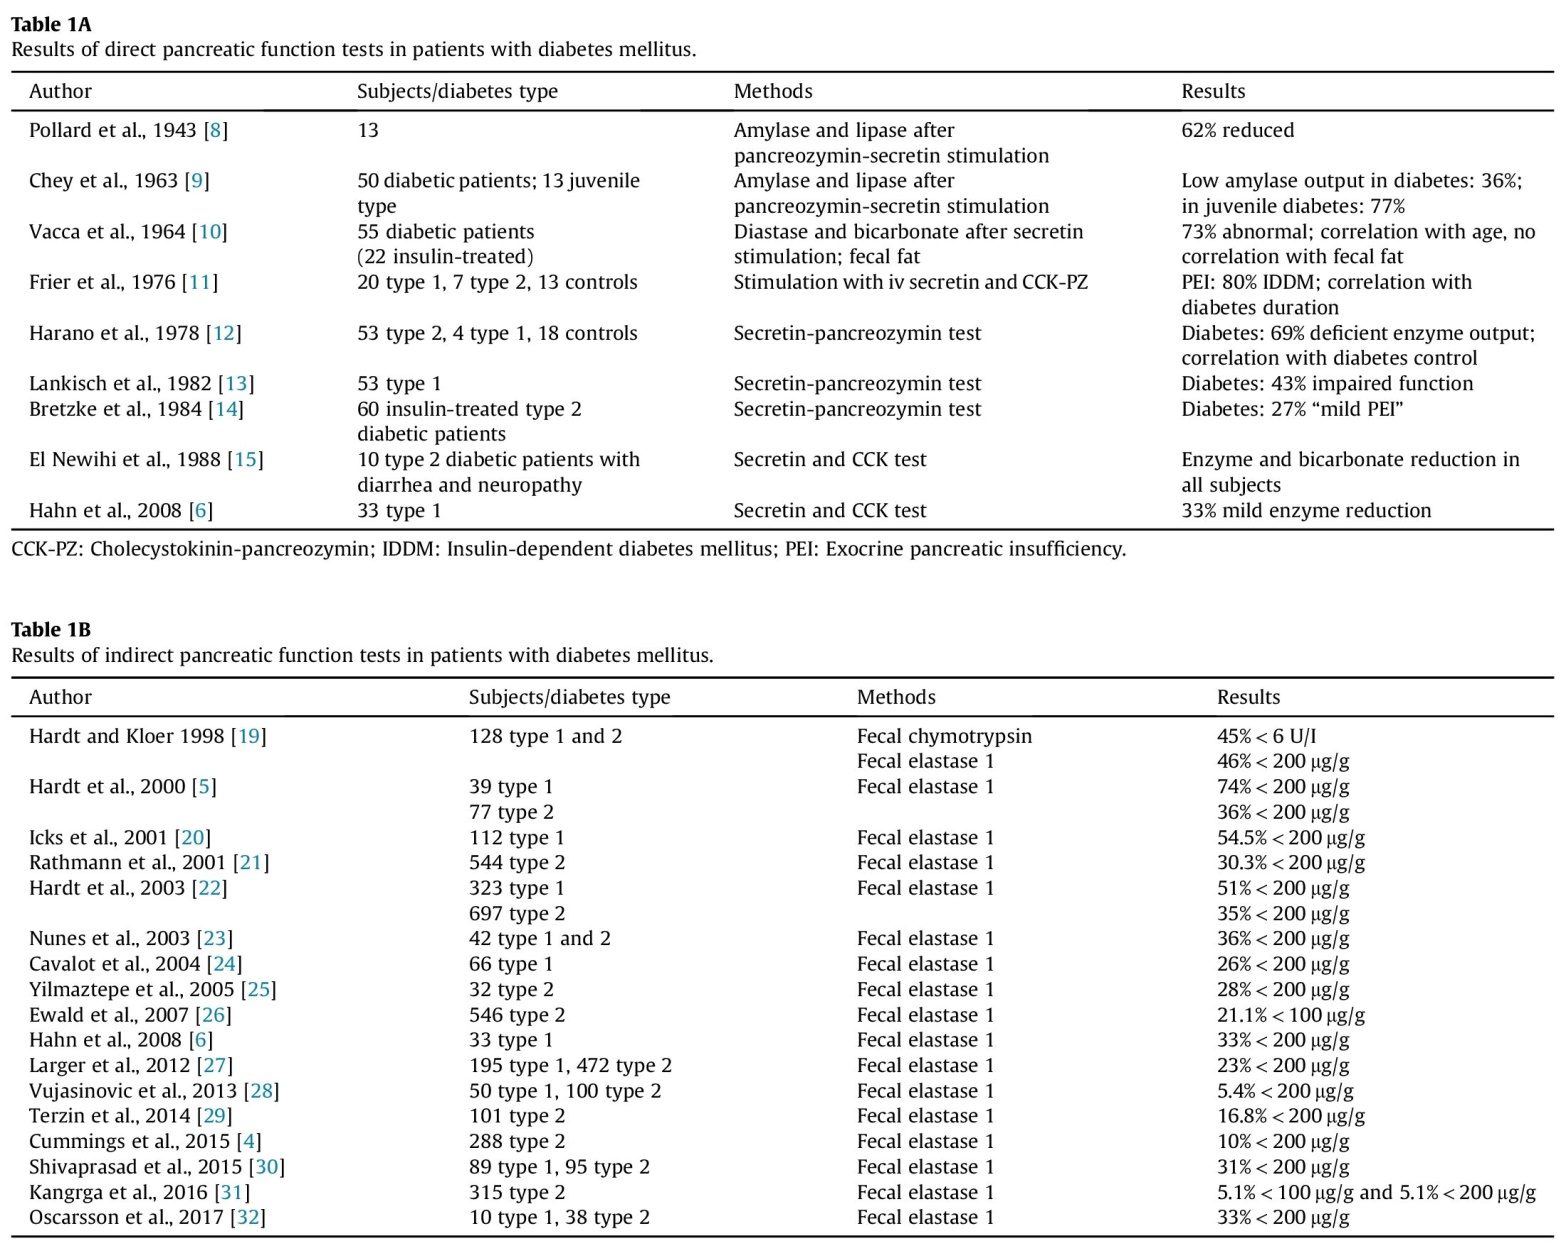 Table 1A
Results of direct pancreatic function tests in patients with diabetes mellitus.
Author Subjects/diabetes type Methods Results
Pollard et al., 1943 [8] 13 Amylase and lipase after 62% reduced
pancreozymin-secretin stimulation
Chey et al., 1963 [9] 50 diabetic patients; 13 juvenile Amylase and lipase after Low amylase output in diabetes: 36%;
type pancreozymin-secretin stimulation in juvenile diabetes: 77%
Vacca et al., 1964 [10] 55 diabetic patients Diastase and bicarbonate after secretin 73% abnormal; correlation with age, no
(22 insulin-treated) stimulation; fecal fat correlation with fecal fat
Frier et al., 1976 [11] 20 type 1, 7 type 2, 13 controls Stimulation with iv secretin and CCK-PZ PEI: 80% IDDM; correlation with
diabetes duration
Harano et al., 1978 [12] 53 type 2, 4 type 1, 18 controls Secretin-pancreozymin test Diabetes: 69% deficient enzyme output;
correlation with diabetes control
Lankisch et al., 1982 [13] 53 type 1 Secretin-pancreozymin test Diabetes: 43% impaired function
Bretzke et al., 1984 [14] 60 insulin-treated type 2 Secretin-pancreozymin test Diabetes: 27% “mild PEI”
diabetic patients
El Newihi et al., 1988 [15] 10 type 2 diabetic patients with Secretin and CCK test Enzyme and bicarbonate reduction in
diarrhea and neuropathy all subjects
Hahn et al., 2008 [6] 33 type 1 Secretin and CCK test 33% mild enzyme reduction
CCK-PZ: Cholecystokinin-pancreozymin; IDDM: Insulin-dependent diabetes mellitus; PEI: Exocrine pancreatic insufficiency.
Table 1B
Results of indirect pancreatic function tests in patients with diabetes mellitus.
Author Subjects/diabetes type Methods Results
Hardt and Kloer 1998 [19] 128 type 1 and 2 Fecal chymotrypsin 45% < 6 U/I
Fecal elastase 1 46% < 200 μg/g
Hardt et al., 2000 [5] 39 type 1 Fecal elastase 1 74% < 200 μg/g
77 type 2 36% < 200 μg/g
Icks et al., 2001 [20] 112 type 1 Fecal elastase 1 54.5% < 200 μg/g
Rathmann et al., 2001 [21] 544 type 2 Fecal elastase 1 30.3% < 200 μg/g
Hardt et al., 2003 [22] 323 type 1 Fecal elastase 1 51% < 200 μg/g
697 type 2 35% < 200 μg/g
Nunes et al., 2003 [23] 42 type 1 and 2 Fecal elastase 1 36% < 200 μg/g
Cavalot et al., 2004 [24] 66 type 1 Fecal elastase 1 26% < 200 μg/g
Yilmaztepe et al., 2005 [25] 32 type 2 Fecal elastase 1 28% < 200 μg/g
Ewald et al., 2007 [26] 546 type 2 Fecal elastase 1 21.1% < 100 μg/g
Hahn et al., 2008 [6] 33 type 1 Fecal elastase 1 33% < 200 μg/g
Larger et al., 2012 [27] 195 type 1, 472 type 2 Fecal elastase 1 23% < 200 μg/g
Vujasinovic et al., 2013 [28] 50 type 1, 100 type 2 Fecal elastase 1 5.4% < 200 μg/g
Terzin et al., 2014 [29] 101 type 2 Fecal elastase 1 16.8% < 200 μg/g
Cummings et al., 2015 [4] 288 type 2 Fecal elastase 1 10% < 200 μg/g
Shivaprasad et al., 2015 [30] 89 type 1, 95 type 2 Fecal elastase 1 31% < 200 μg/g
Kangrga et al., 2016 [31] 315 type 2 Fecal elastase 1 5.1% < 100 μg/g and 5.1% < 200 μg/g
Oscarsson et al., 2017 [32] 10 type 1, 38 type 2 Fecal elastase 1 33% < 200 μg/g